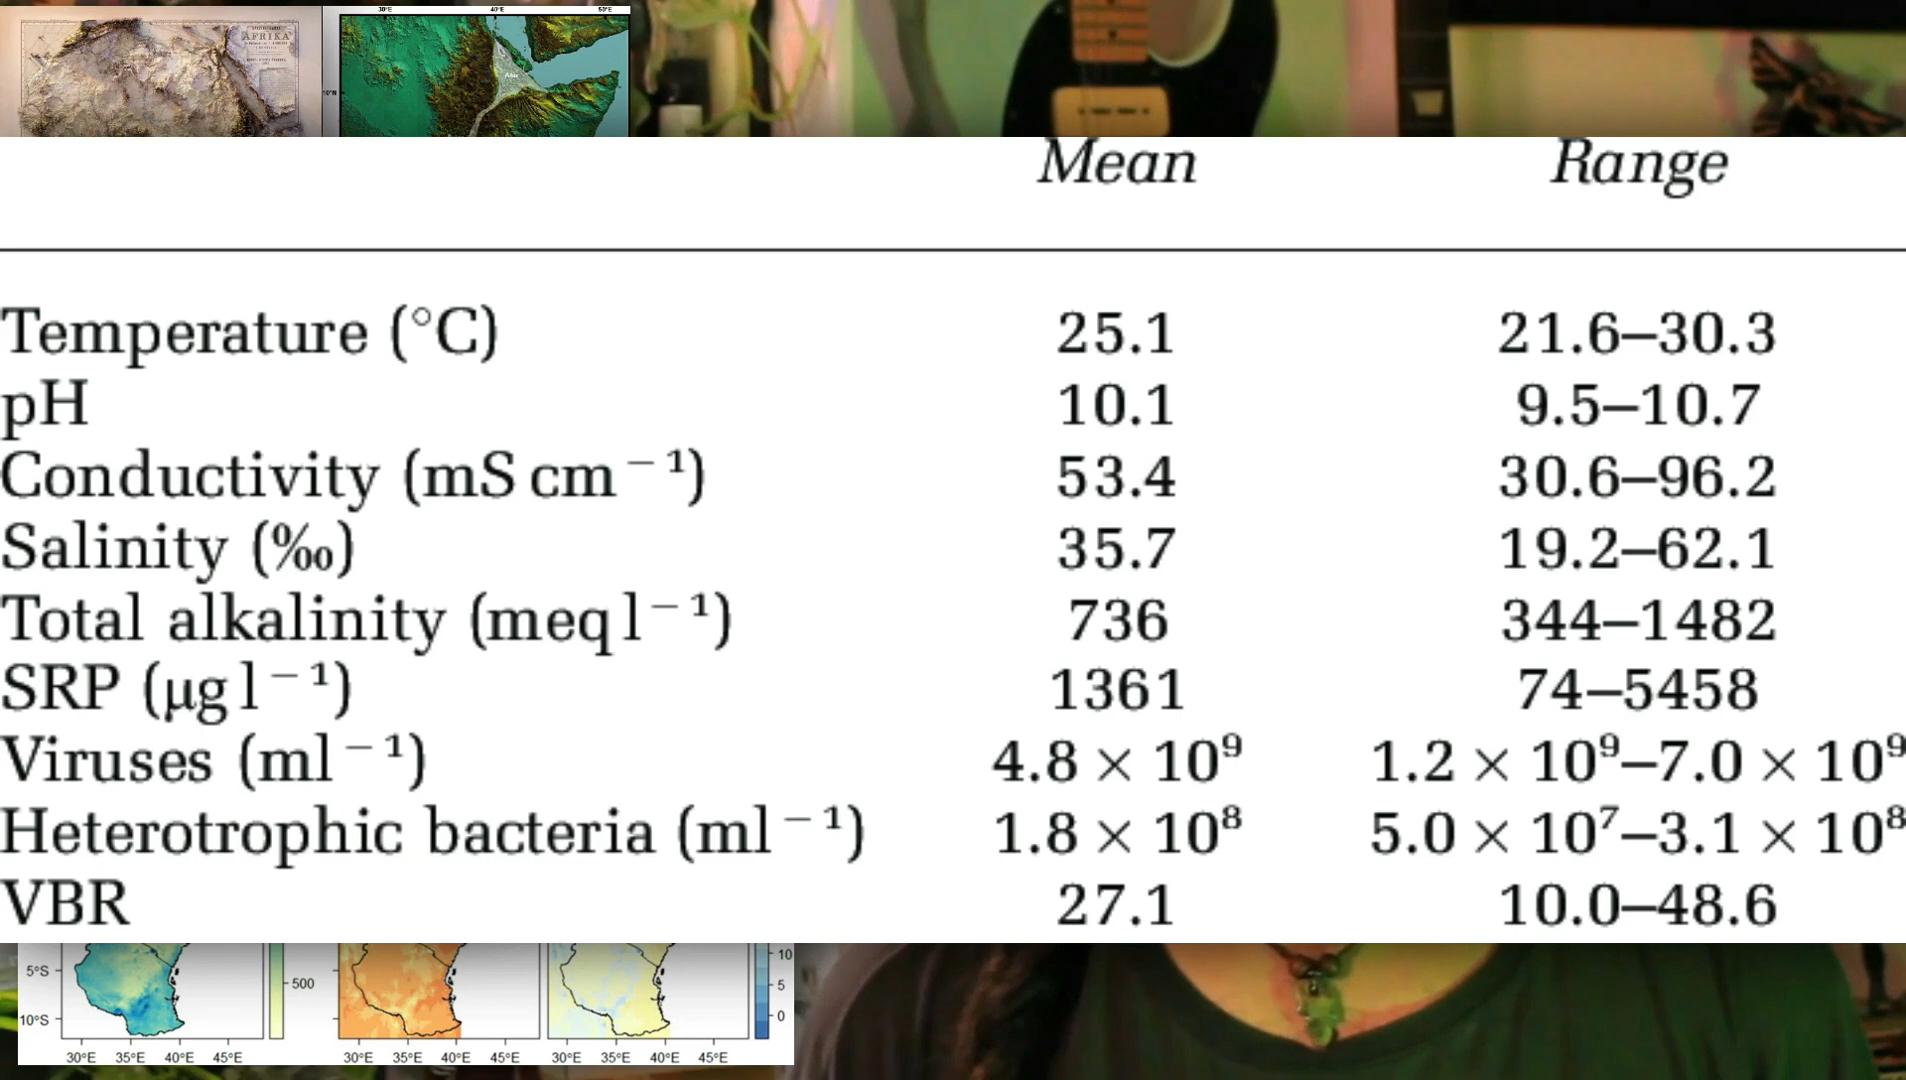 AFRIKA
30°E 40°E 50°E
Afar
10°N
Mean Range
Temperature (°C) 25.1 21.6–30.3
pH 10.1 9.5–10.7
Conductivity (mS cm⁻¹) 53.4 30.6–96.2
Salinity (‰) 35.7 19.2–62.1
Total alkalinity (meq l⁻¹) 736 344–1482
SRP (μg l⁻¹) 1361 74–5458
Viruses (ml⁻¹) 4.8 × 10⁹ 1.2 × 10⁹–7.0 × 10⁹
Heterotrophic bacteria (ml⁻¹) 1.8 × 10⁸ 5.0 × 10⁷–3.1 × 10⁸
VBR 27.1 10.0–48.6
5°S 500 10
5
10°S 0
30°E 35°E 40°E 45°E 30°E 35°E 40°E 45°E 30°E 35°E 40°E 45°E